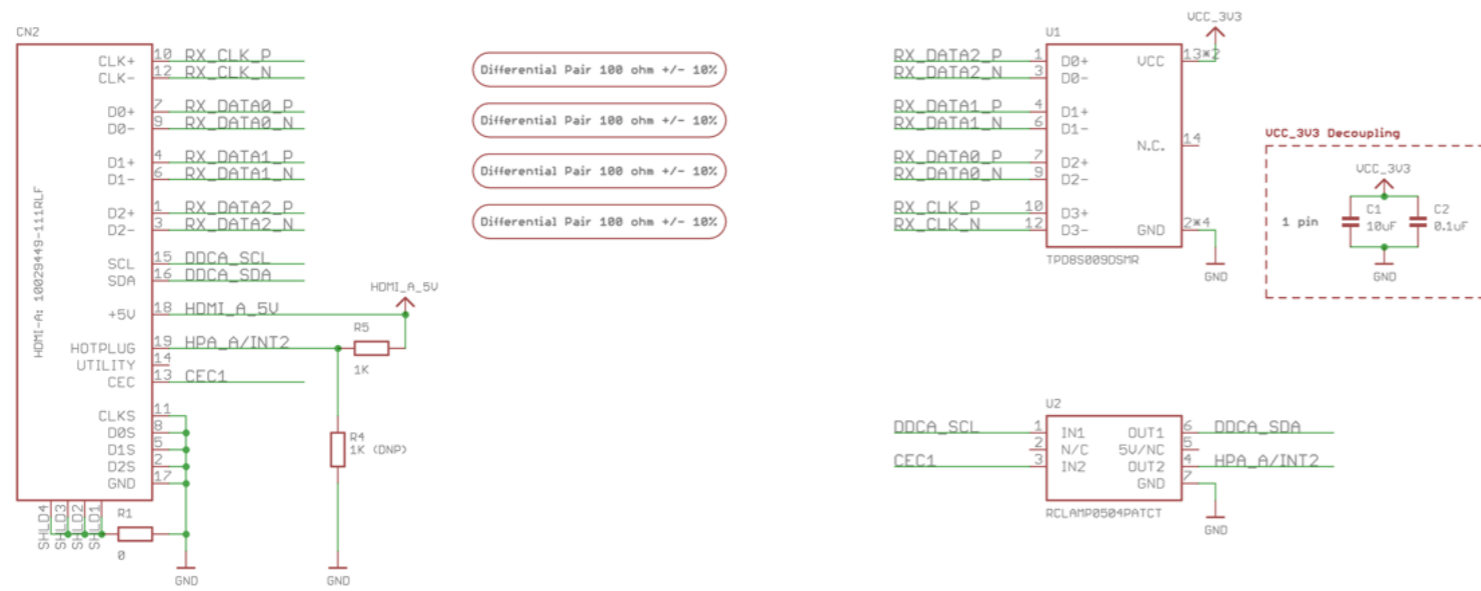 CN2
HDMI-A: 10029449-111RLF
CLK+ 10 RX_CLK_P
CLK- 12 RX_CLK_N
D0+ 7 RX_DATA0_P
D0- 9 RX_DATA0_N
D1+ 4 RX_DATA1_P
D1- 6 RX_DATA1_N
D2+ 1 RX_DATA2_P
D2- 3 RX_DATA2_N
SCL 15 DDCA_SCL
SDA 16 DDCA_SDA
+5V 18 HDMI_A_5V
HOTPLUG 19 HPA_A/INT2
UTILITY 14
CEC 13 CEC1
CLKS 11
D0S 8
D1S 5
D2S 2
GND 17
SHLD4
SHLD3
SHLD2
SHLD1
R1
0
GND
HDMI_A_5V
R5
1K
R4
1K (DNP)
GND
Differential Pair 100 ohm +/- 10%
Differential Pair 100 ohm +/- 10%
Differential Pair 100 ohm +/- 10%
Differential Pair 100 ohm +/- 10%
U1
VCC_3V3
RX_DATA2_P 1 D0+ VCC 13*2
RX_DATA2_N 3 D0-
RX_DATA1_P 4 D1+
RX_DATA1_N 6 D1-
N.C. 14
RX_DATA0_P 7 D2+
RX_DATA0_N 9 D2-
RX_CLK_P 10 D3+
RX_CLK_N 12 D3- GND 2*4
TPD8S009DSMR
GND
VCC_3V3 Decoupling
VCC_3V3
1 pin
C1
10uF
C2
0.1uF
GND
U2
DDCA_SCL 1 IN1 OUT1 6 DDCA_SDA
2 N/C 5V/NC 5
CEC1 3 IN2 OUT2 4 HPA_A/INT2
GND 7
RCLAMP0504PATCT
GND